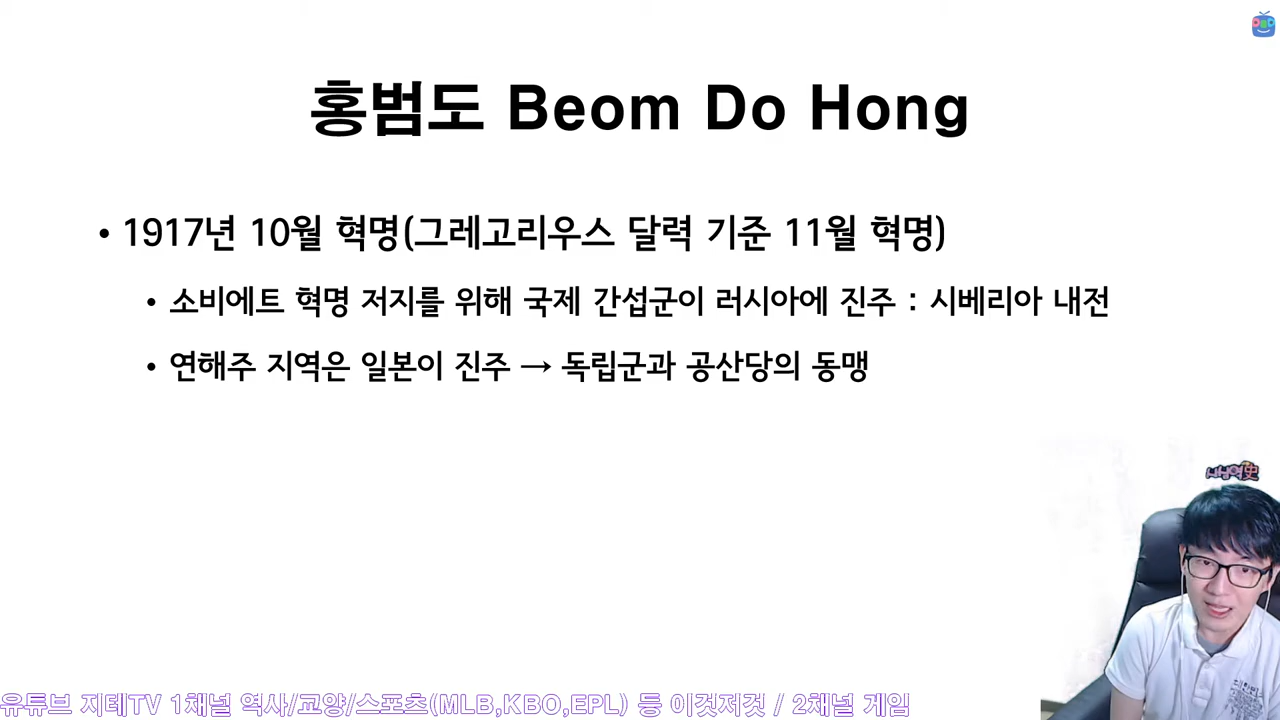 홍범도 Beom Do Hong
• 1917년 10월 혁명(그레고리우스 달력 기준 11월 혁명)
• 소비에트 혁명 저지를 위해 국제 간섭군이 러시아에 진주 : 시베리아 내전
• 연해주 지역은 일본이 진주 → 독립군과 공산당의 동맹
유튜브 지테TV 1채널 역사/교양/스포츠(MLB,KBO,EPL) 등 이것저것 / 2채널 게임